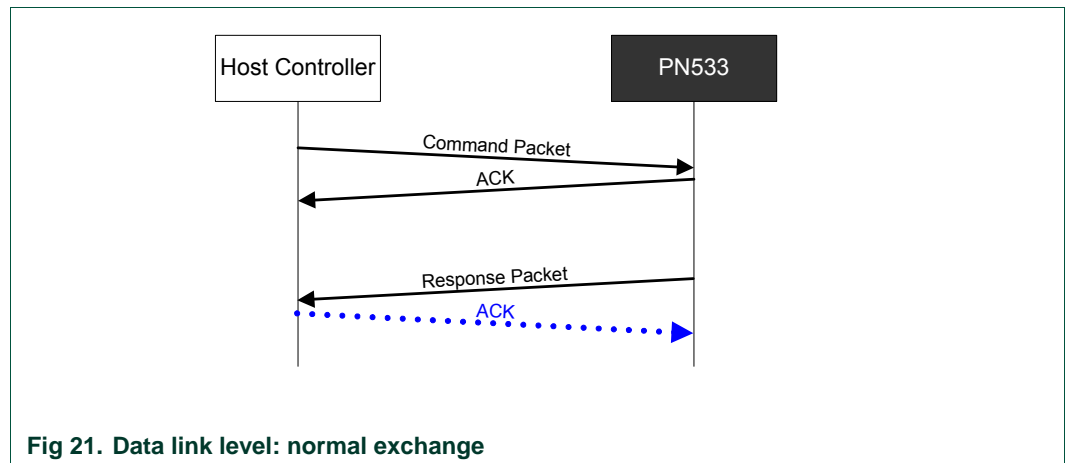 Host Controller
PN533
Command Packet
ACK
Response Packet
ACK
Fig 21. Data link level: normal exchange